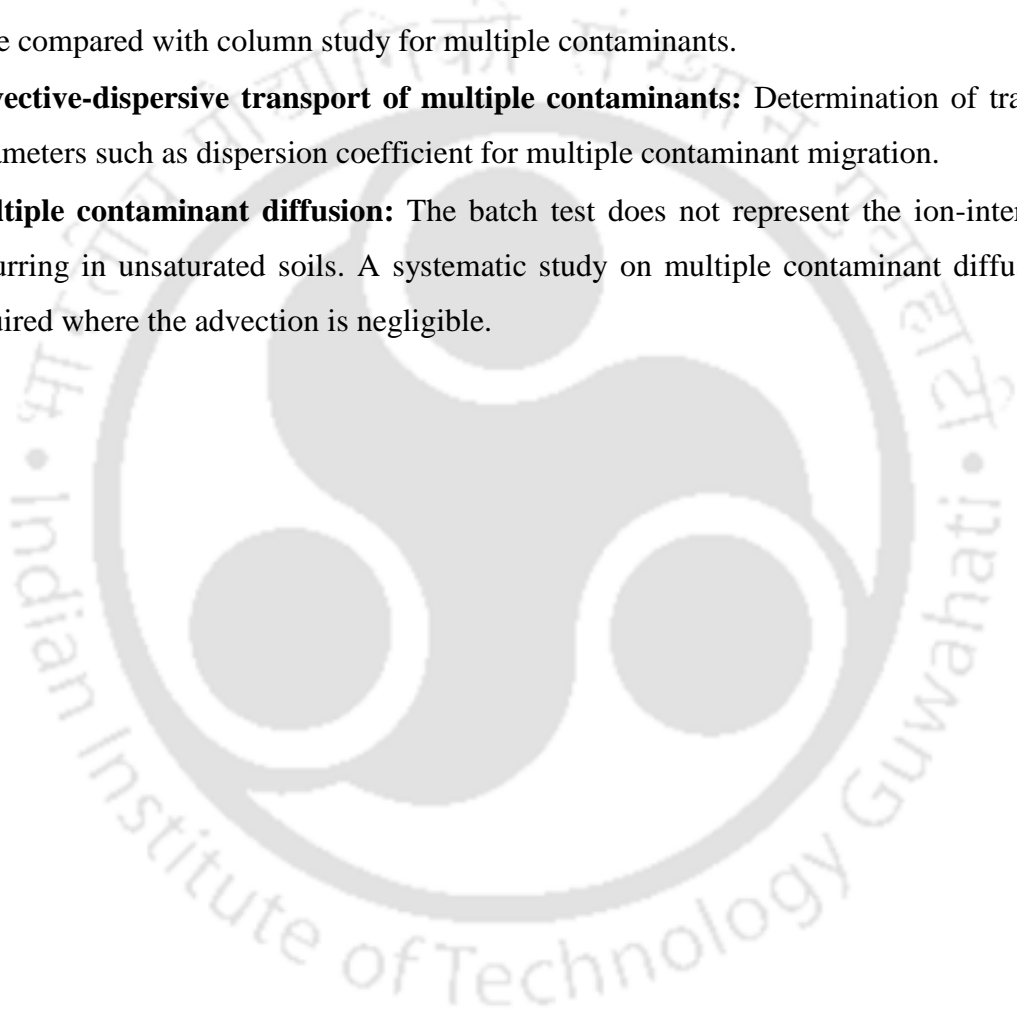 e compared with column study for multiple contaminants.
vective-dispersive transport of multiple contaminants: Determination of tra
meters such as dispersion coefficient for multiple contaminant migration.
ltiple contaminant diffusion: The batch test does not represent the ion-inter
urring in unsaturated soils. A systematic study on multiple contaminant diffu
uired where the advection is negligible.
Indian Institute of Technology Guwahati